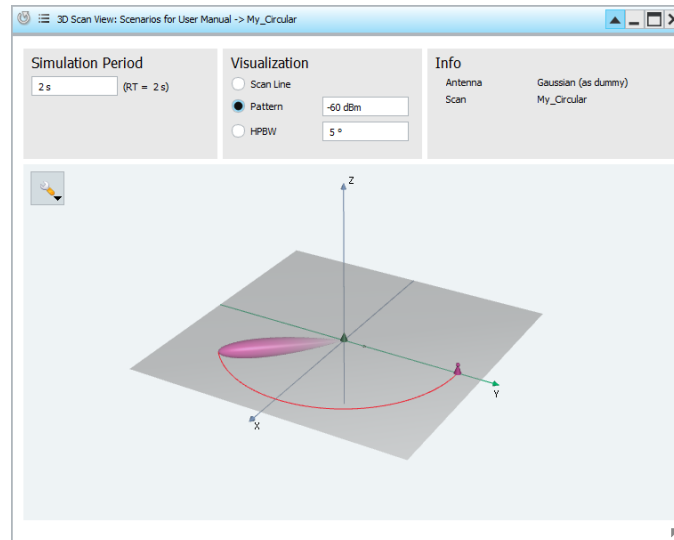 3D Scan View: Scenarios for User Manual -> My_Circular
Simulation Period
2 s (RT = 2 s)
Visualization
Scan Line
Pattern -60 dBm
HPBW 5 º
Info
Antenna Gaussian (as dummy)
Scan My_Circular
Z
Y
X